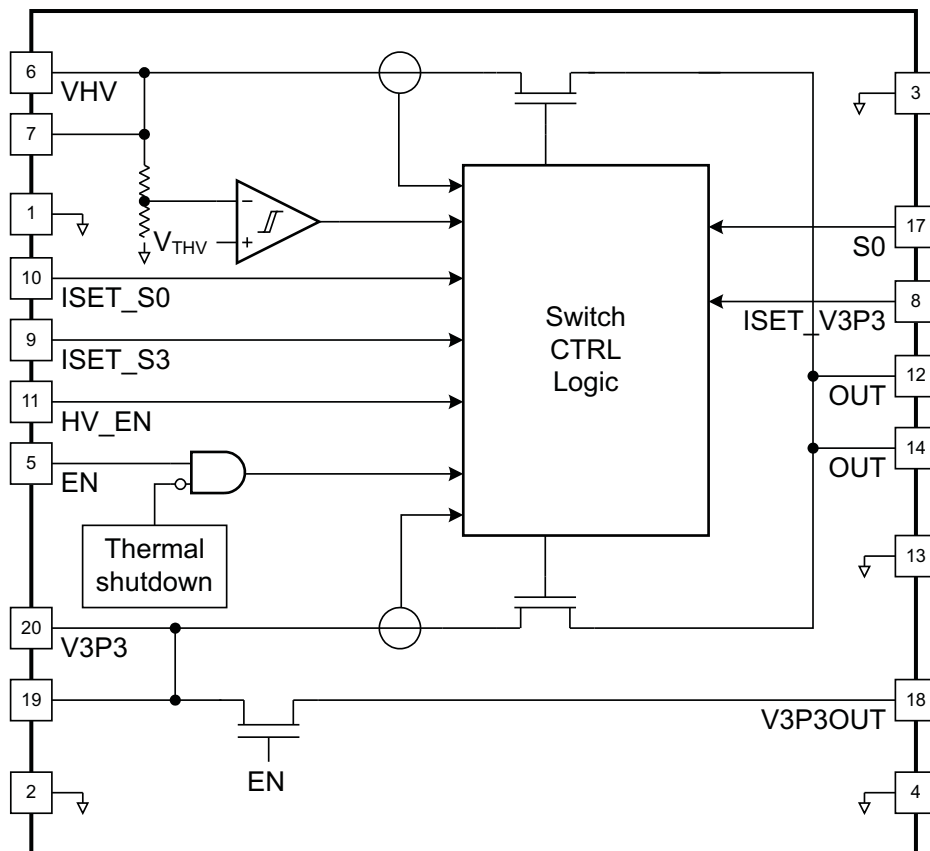 6
VHV
3
7
1
−
+
V_THV
17
S0
10
ISET_S0
8
ISET_V3P3
Switch
CTRL
Logic
9
ISET_S3
12
OUT
11
HV_EN
14
OUT
5
EN
Thermal
shutdown
13
20
V3P3
19
18
V3P3OUT
EN
2
4